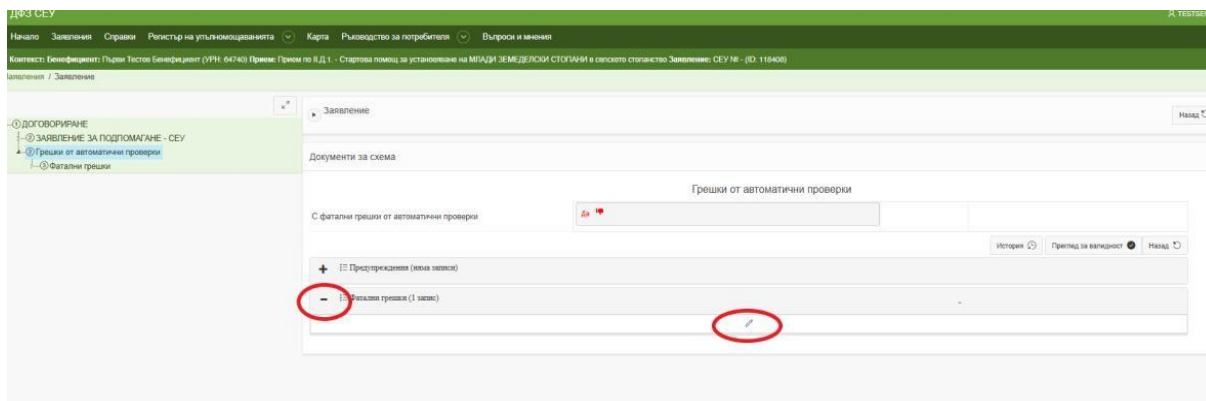 ДФЗ СЕУ
TESTSE
Начало Заявления Справки Регистър на упълномощаванията Карта Ръководство за потребителя Въпроси и мнения
Контекст: Бенефициент: Първи Тестов Бенефициент (УРН: 64740) Прием: Прием по II.Д.1. - Стартова помощ за установяване на МЛАДИ ЗЕМЕДЕЛСКИ СТОПАНИ в селското стопанство Заявление: СЕУ № - (ID: 118408)
Заявления / Заявление
Заявление
Назад
① ДОГОВОРИРАНЕ
② ЗАЯВЛЕНИЕ ЗА ПОДПОМАГАНЕ - СЕУ
② Грешки от автоматични проверки
③ Фатални грешки
Документи за схема
Грешки от автоматични проверки
С фатални грешки от автоматични проверки Да
История Преглед за валидност Назад
+ Предупреждения (няма записи)
− Фатални грешки (1 запис)